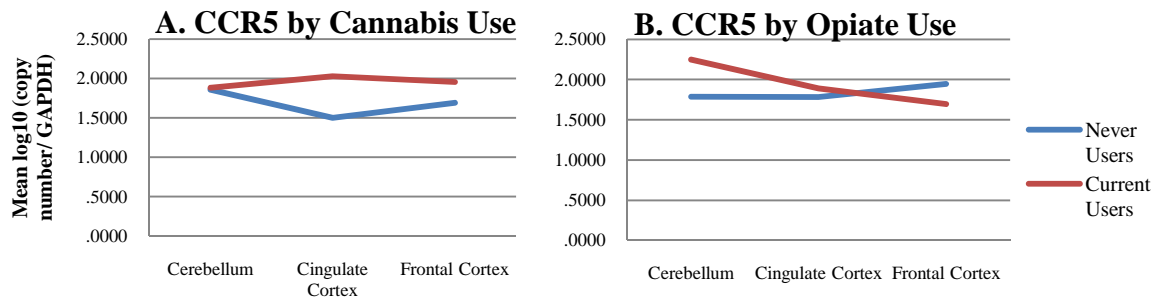 A. CCR5 by Cannabis Use
Mean log10 (copy
number/ GAPDH)
2.5000
2.0000
1.5000
1.0000
.5000
.0000
Cerebellum
Cingulate
Cortex
Frontal Cortex
B. CCR5 by Opiate Use
2.5000
2.0000
1.5000
1.0000
.5000
.0000
Cerebellum
Cingulate Cortex
Frontal Cortex
Never
Users
Current
Users